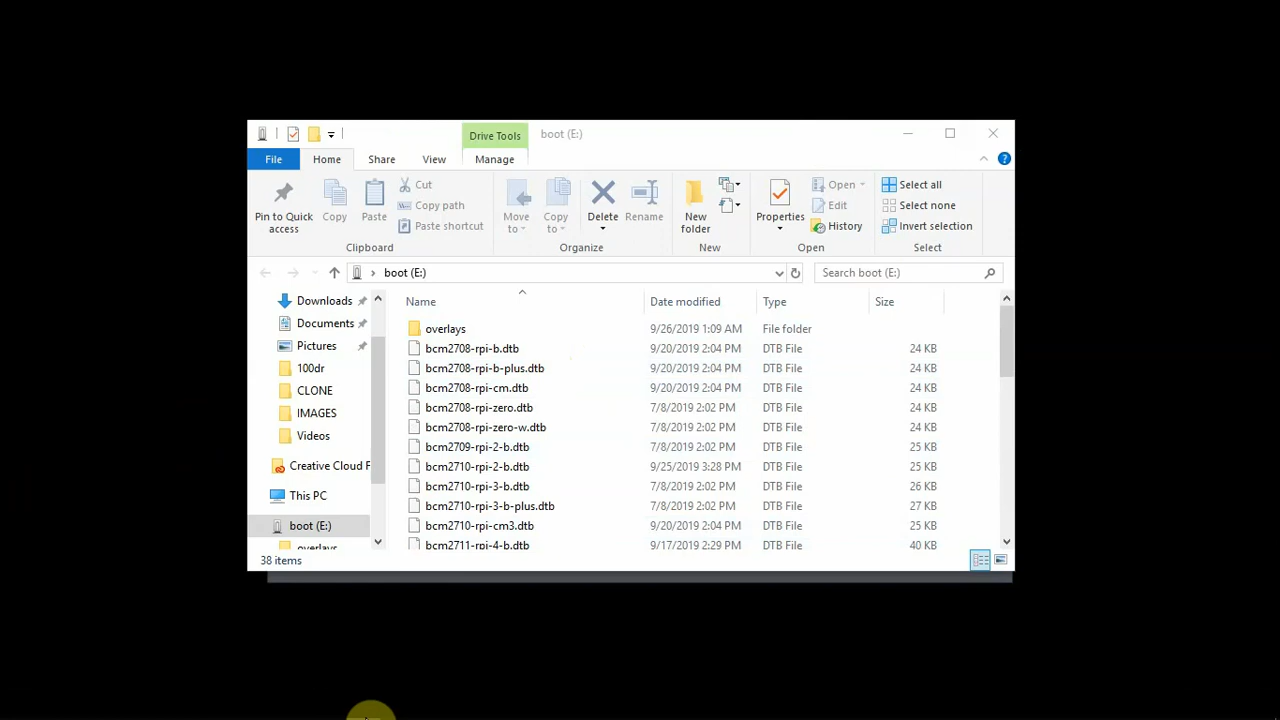 Drive Tools boot (E:)
File Home Share View Manage
Pin to Quick access
Copy
Paste
Cut
Copy path
Paste shortcut
Clipboard
Move to
Copy to
Delete
Rename
Organize
New folder
New
Properties
Open
Edit
History
Open
Select all
Select none
Invert selection
Select
boot (E:)
Search boot (E:)
Downloads
Documents
Pictures
100dr
CLONE
IMAGES
Videos
Creative Cloud F
This PC
boot (E:)
overlays
Name Date modified Type Size
overlays 9/26/2019 1:09 AM File folder
bcm2708-rpi-b.dtb 9/20/2019 2:04 PM DTB File 24 KB
bcm2708-rpi-b-plus.dtb 9/20/2019 2:04 PM DTB File 24 KB
bcm2708-rpi-cm.dtb 9/20/2019 2:04 PM DTB File 24 KB
bcm2708-rpi-zero.dtb 7/8/2019 2:02 PM DTB File 24 KB
bcm2708-rpi-zero-w.dtb 7/8/2019 2:02 PM DTB File 24 KB
bcm2709-rpi-2-b.dtb 7/8/2019 2:02 PM DTB File 25 KB
bcm2710-rpi-2-b.dtb 9/25/2019 3:28 PM DTB File 25 KB
bcm2710-rpi-3-b.dtb 7/8/2019 2:02 PM DTB File 26 KB
bcm2710-rpi-3-b-plus.dtb 7/8/2019 2:02 PM DTB File 27 KB
bcm2710-rpi-cm3.dtb 9/20/2019 2:04 PM DTB File 25 KB
bcm2711-rpi-4-b.dtb 9/17/2019 2:29 PM DTB File 40 KB
38 items